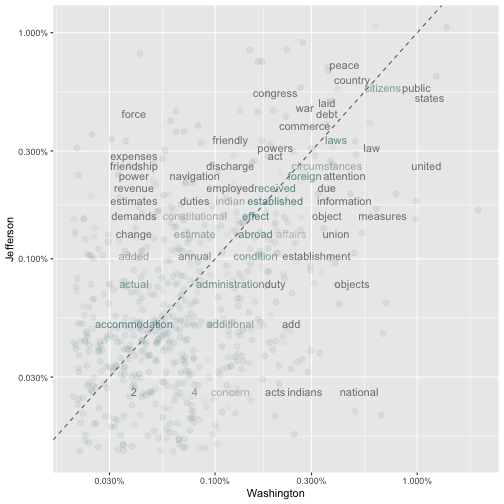 1.000%
peace
country
citizens public
congress
states
laid
war
force
debt
commerce
friendly
laws
powers
law
0.300%
act
expenses
friendship
discharge
circumstances
united
power
navigation
foreign
attention
revenue
employed received
due
estimates
duties
indian
established
information
demands
constitutional
effect
object
measures
change
estimate
abroad
affairs
union
Jefferson
0.100%
added
annual
condition
establishment
actual
administration duty
objects
accommodation
additional
add
0.030%
2
4
concern
acts indians
national
0.030%
0.100%
0.300%
1.000%
Washington